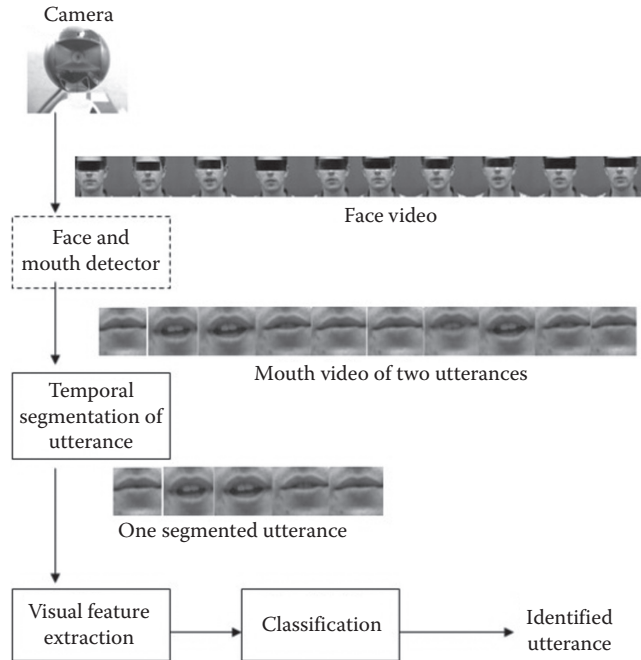 Camera
Face video
Face and
mouth detector
Mouth video of two utterances
Temporal
segmentation of
utterance
One segmented utterance
Visual feature
extraction
Classification
Identified
utterance